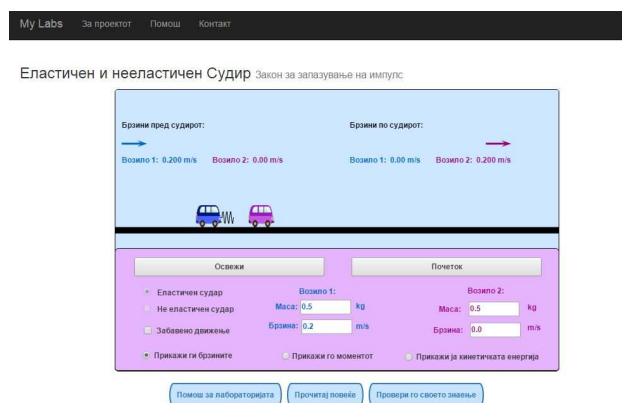 My Labs За проектот Помош Контакт
Еластичен и нееластичен Судир Закон за запазување на импулс
Брзини пред судирот: Брзини по судирот:
Возило 1: 0.200 m/s Возило 2: 0.00 m/s Возило 1: 0.00 m/s Возило 2: 0.200 m/s
Освежи Почеток
Еластичен судар Возило 1: Возило 2:
Не еластичен судар Маса: 0.5 kg Маса: 0.5 kg
Забавено движење Брзина: 0.2 m/s Брзина: 0.0 m/s
Прикажи ги брзините Прикажи го моментот Прикажи ја кинетичката енергија
Помош за лабораторијата Прочитај повеќе Провери го своето знаење